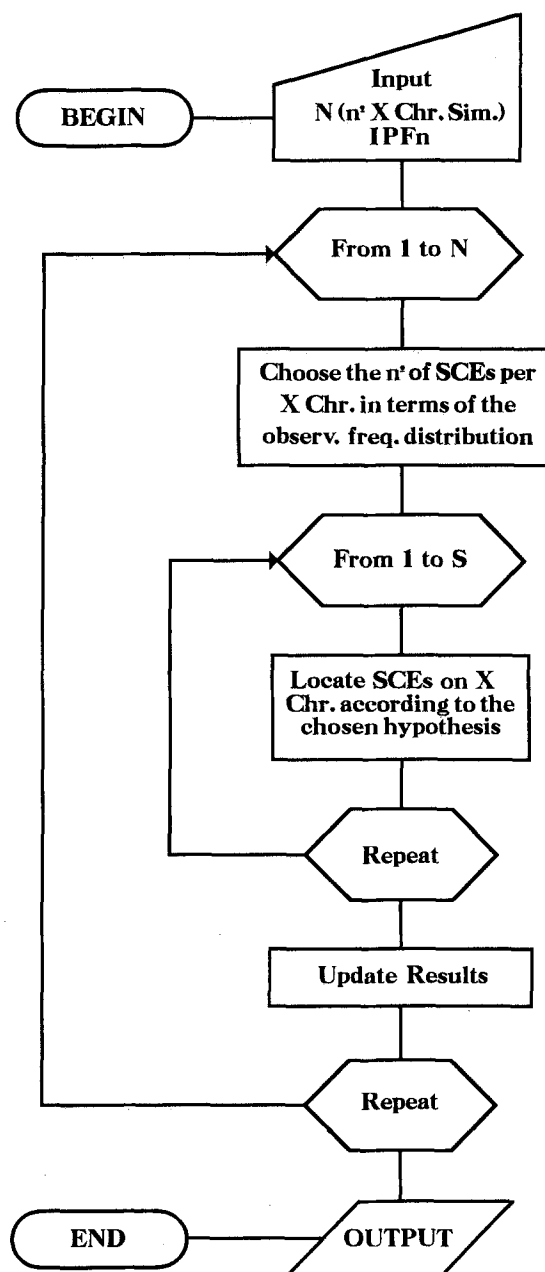 BEGIN
Input
N (nº X Chr. Sim.)
IPFn
From 1 to N
Choose the nº of SCEs per
X Chr. in terms of the
observ. freq. distribution
From 1 to S
Locate SCEs on X
Chr. according to the
chosen hypothesis
Repeat
Update Results
Repeat
END
OUTPUT